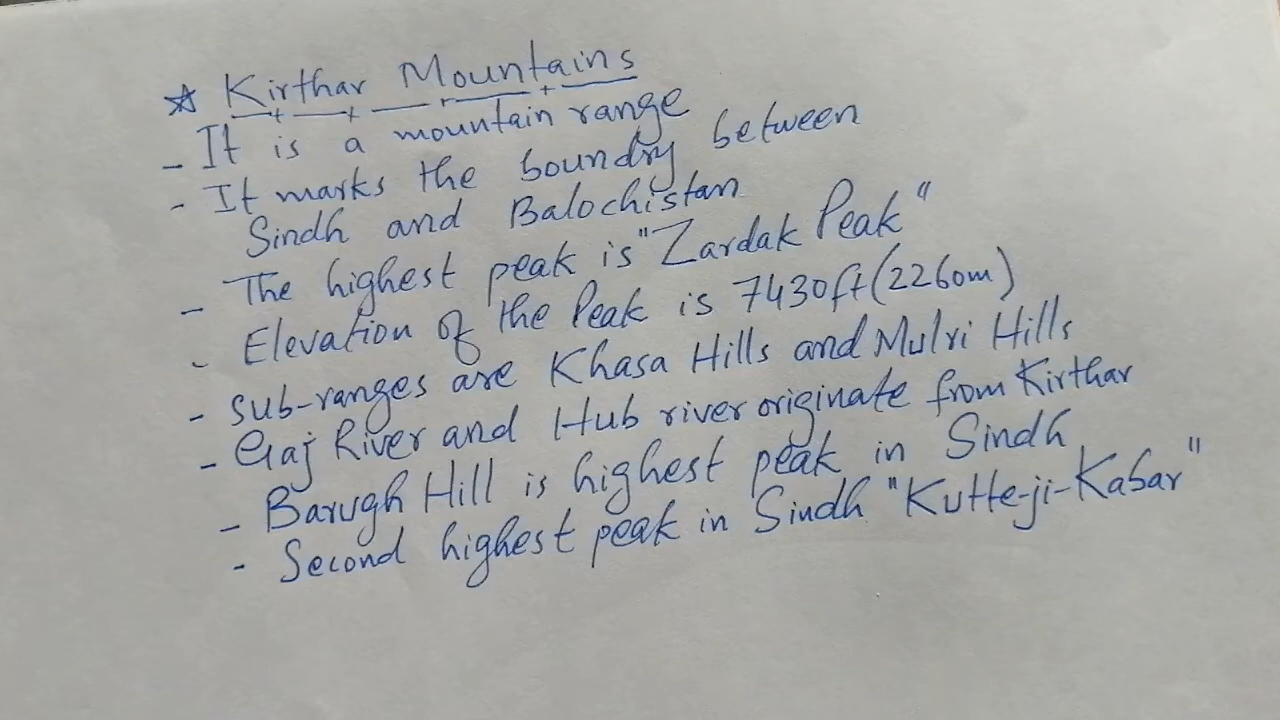 ☆ Kirthar Mountains
- It is a mountain range
- It marks the boundry between
Sindh and Balochistan
- The highest peak is "Zardak Peak"
- Elevation of the Peak is 7430ft (2260m)
- sub-ranges are Khasa Hills and Mulri Hills
- Gaj River and Hub river originate from Kirthar
- Barugh Hill is highest peak in Sindh
- Second highest peak in Sindh "Kutte-ji-Kabar"